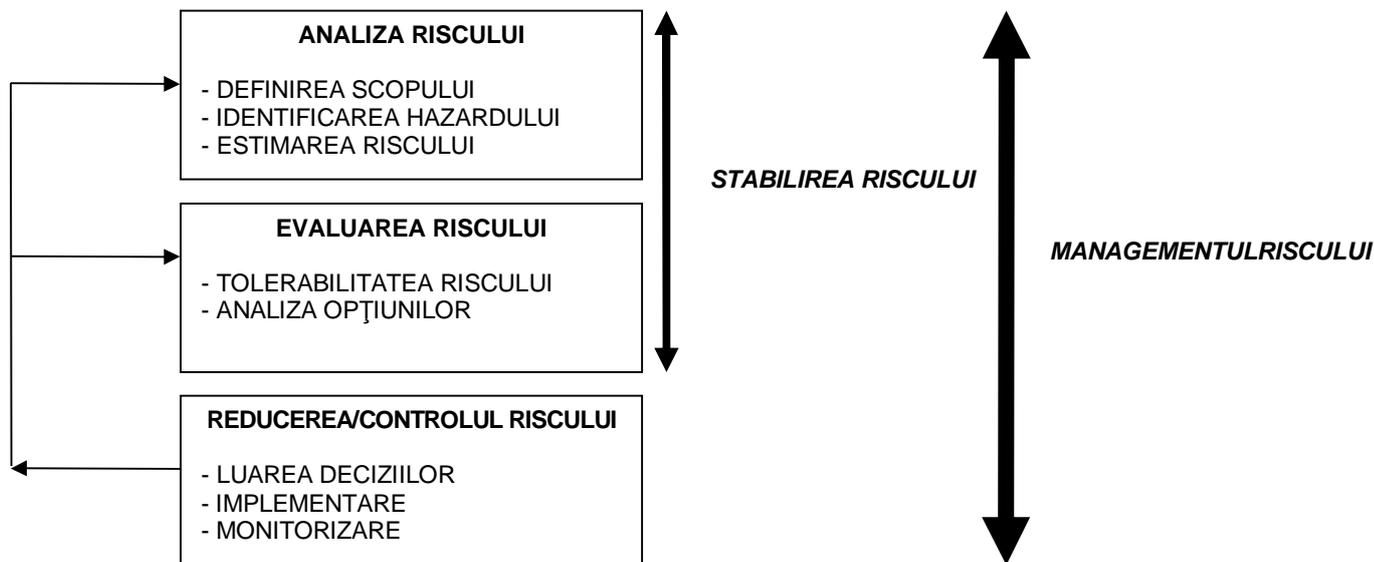 ANALIZA RISCULUI
- DEFINIREA SCOPULUI
- IDENTIFICAREA HAZARDULUI
- ESTIMAREA RISCULUI
STABILIREA RISCULUI
EVALUAREA RISCULUI
- TOLERABILITATEA RISCULUI
- ANALIZA OPŢIUNILOR
MANAGEMENTULRISCULUI
REDUCEREA/CONTROLUL RISCULUI
- LUAREA DECIZIILOR
- IMPLEMENTARE
- MONITORIZARE